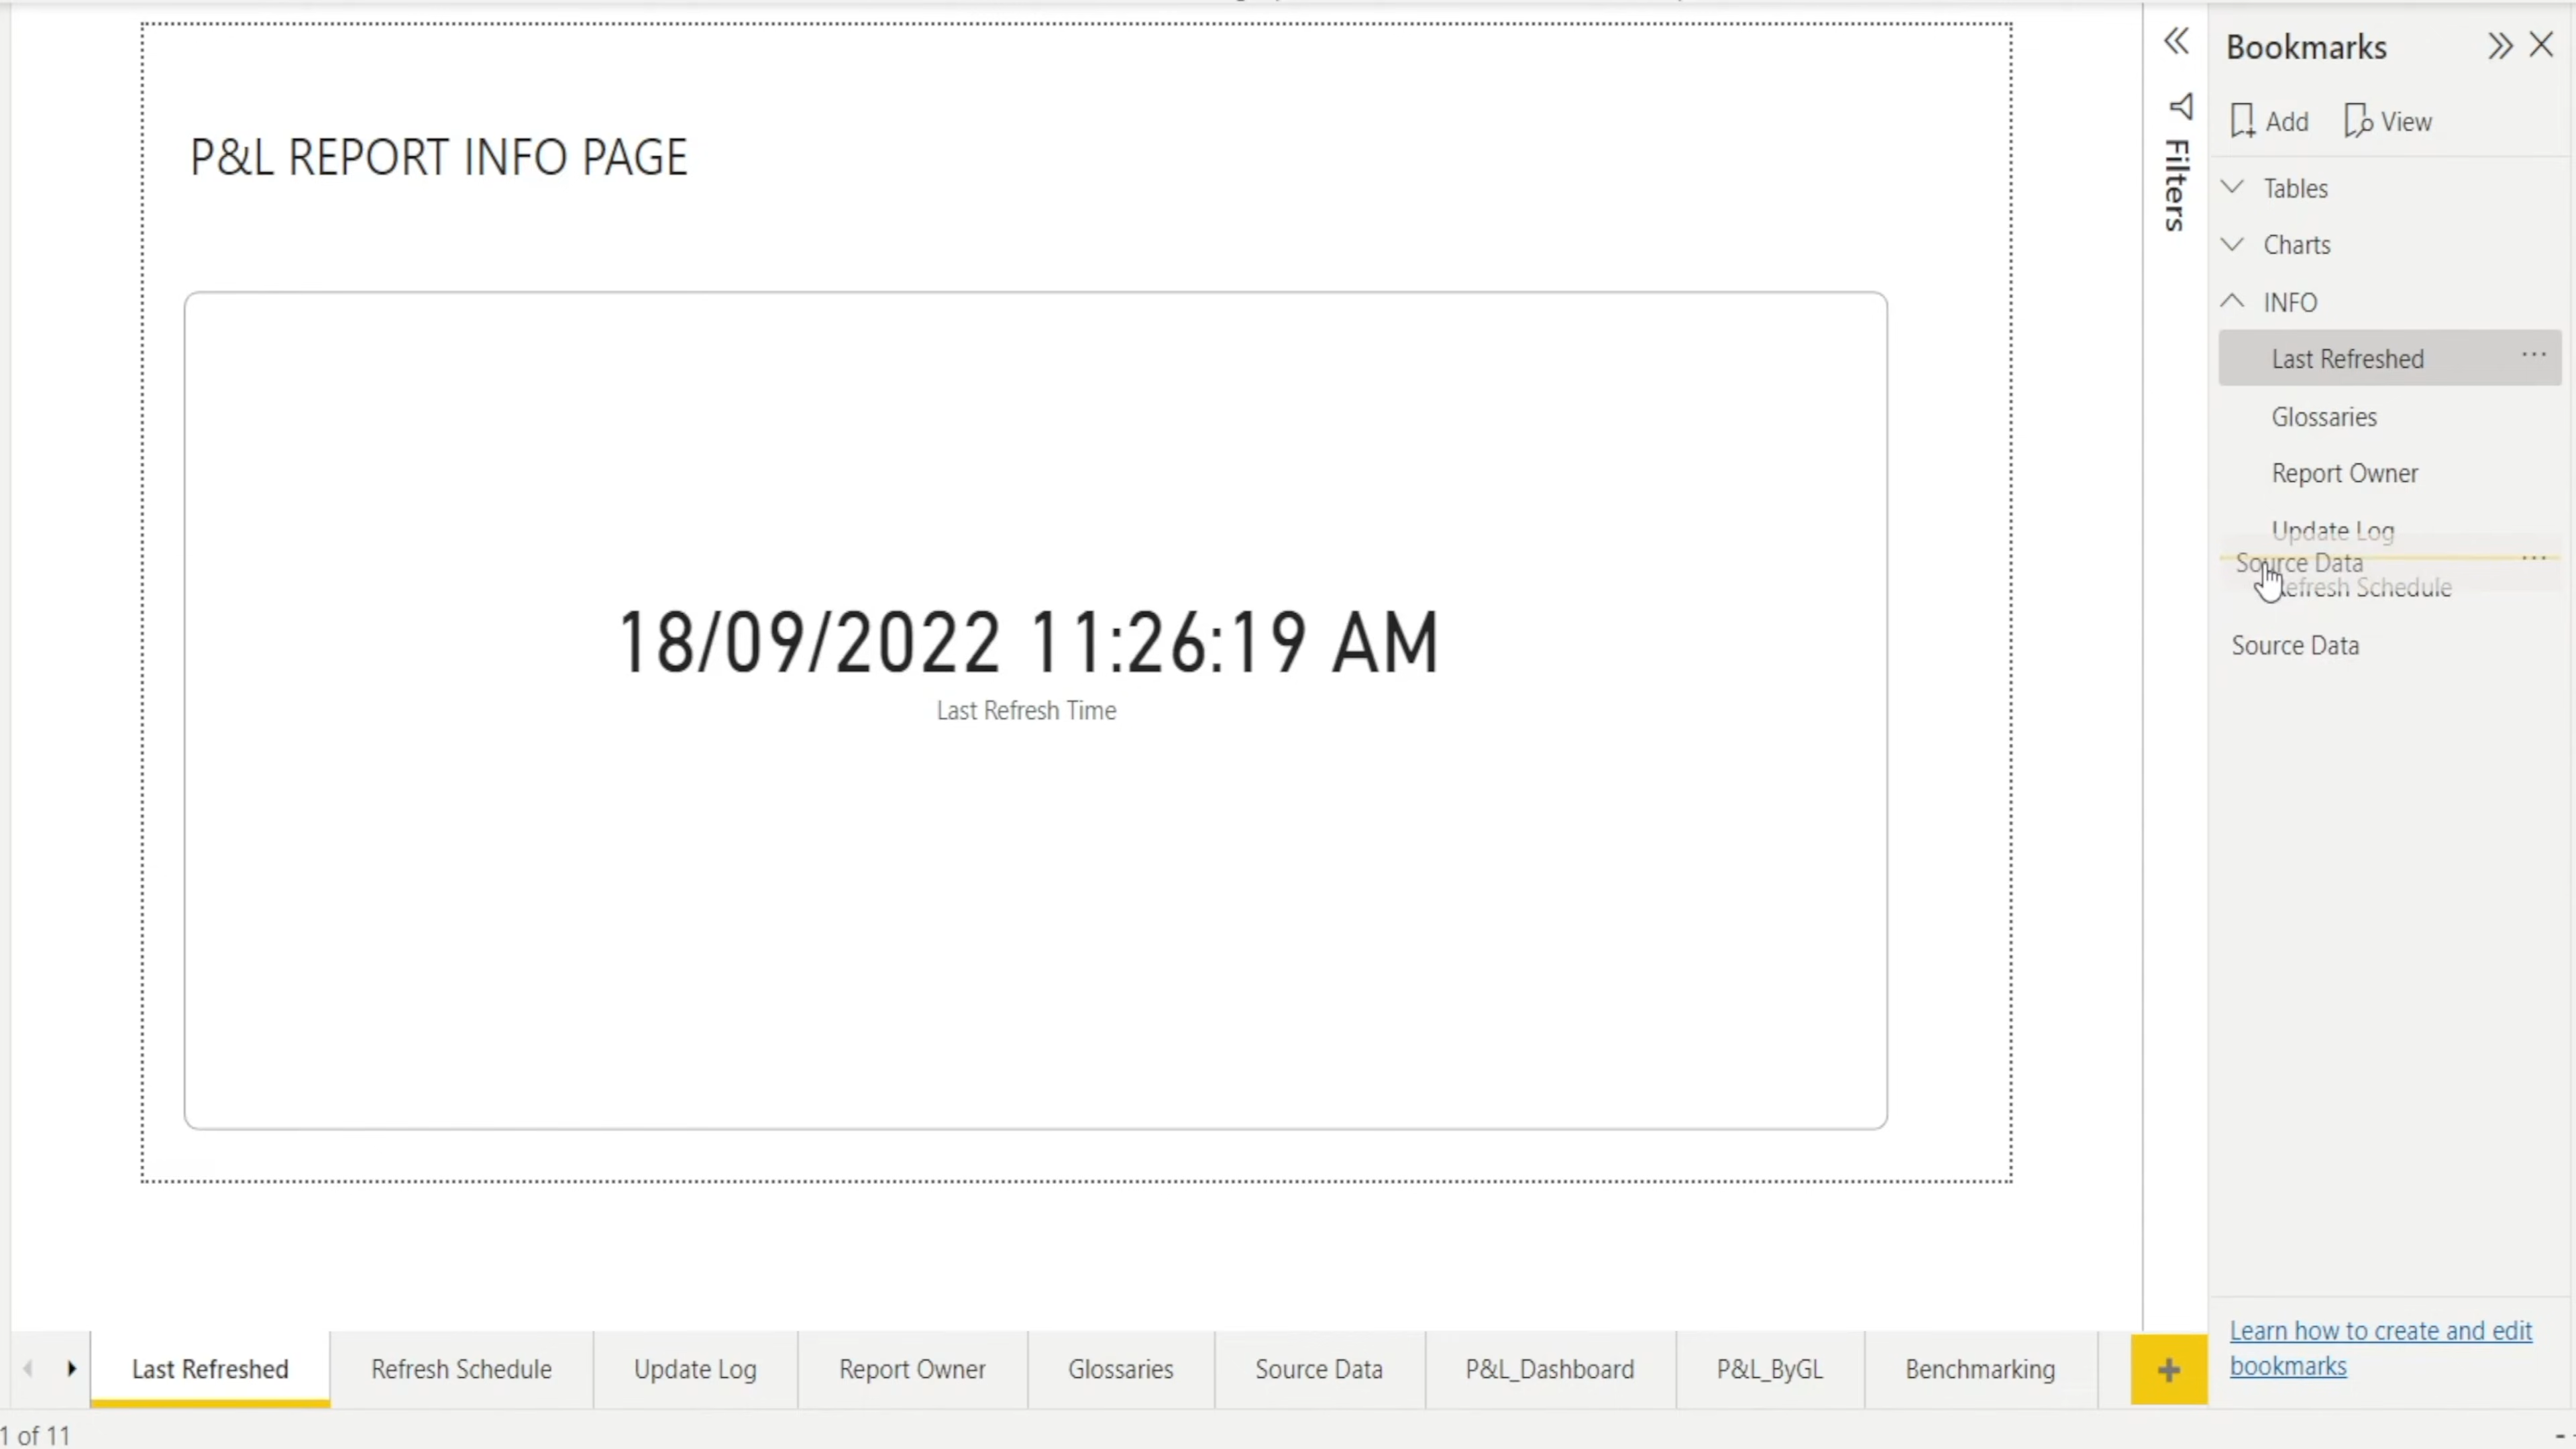 P&L REPORT INFO PAGE
18/09/2022 11:26:19 AM
Last Refresh Time
Filters
Bookmarks
Add View
Tables
Charts
INFO
Last Refreshed
Glossaries
Report Owner
Update Log
Source Data
Refresh Schedule
Source Data
Learn how to create and edit
bookmarks
Last Refreshed Refresh Schedule Update Log Report Owner Glossaries Source Data P&L_Dashboard P&L_ByGL Benchmarking
1 of 11